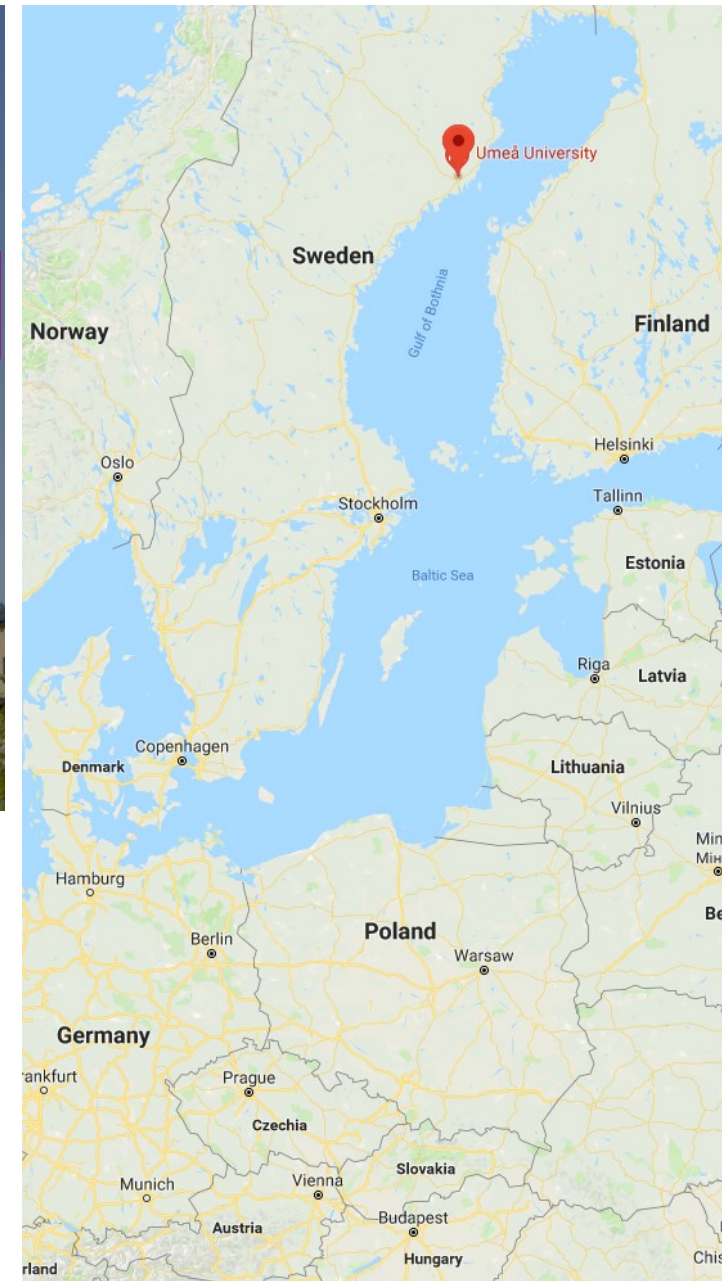 Umeå University
Sweden
Gulf of Bothnia
Norway
Finland
Helsinki
Oslo
Tallinn
Stockholm
Estonia
Baltic Sea
Riga
Latvia
Copenhagen
Denmark
Lithuania
Vilnius
Min
Мін
Hamburg
Be
Poland
Berlin
Warsaw
Germany
ankfurt
Prague
Czechia
Slovakia
Munich
Vienna
Budapest
Austria
Hungary
Chis
rland